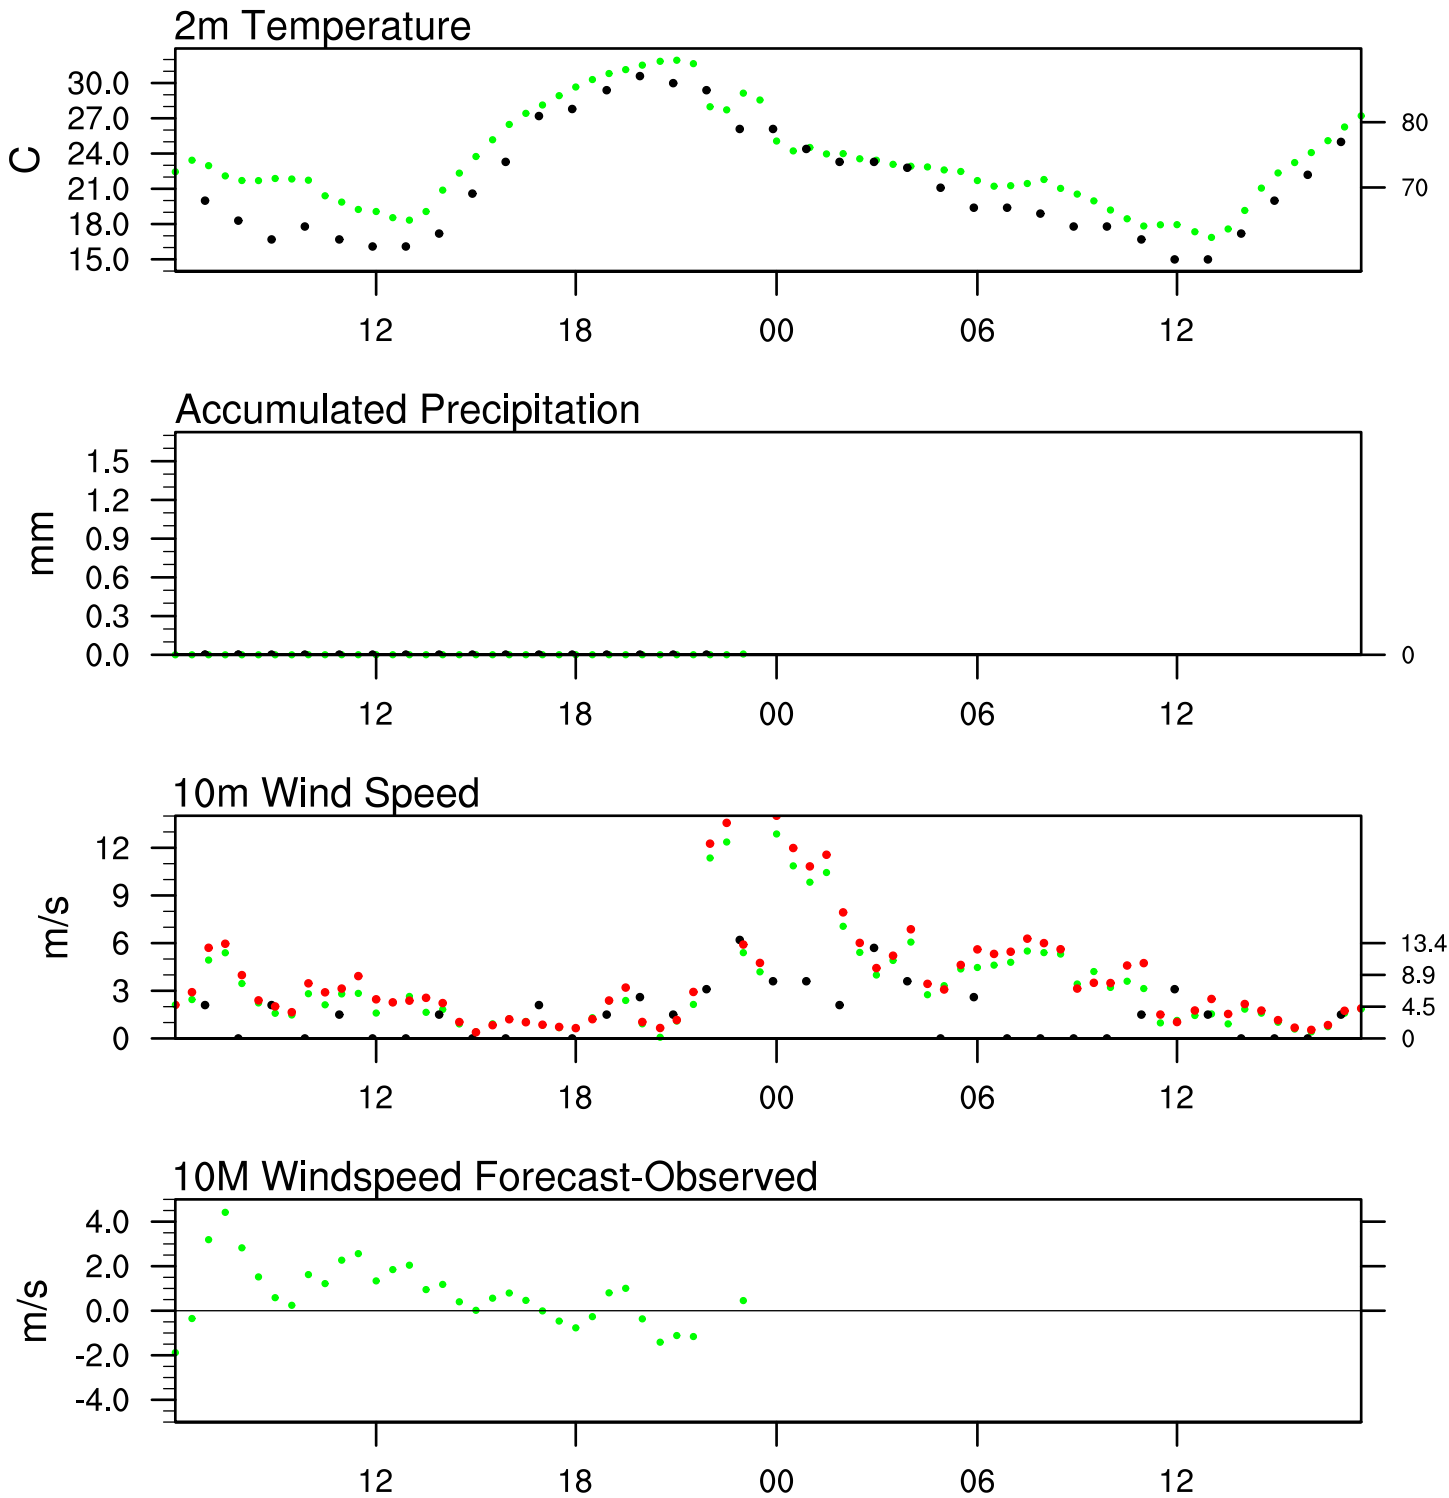 2m Temperature
30.0
27.0
24.0
21.0
18.0
15.0
C
80
70
12 18 00 06 12
Accumulated Precipitation
1.5
1.2
0.9
0.6
0.3
0.0
mm
0
12 18 00 06 12
10m Wind Speed
12
9
6
3
0
m/s
13.4
8.9
4.5
0
12 18 00 06 12
10M Windspeed Forecast-Observed
4.0
2.0
0.0
-2.0
-4.0
m/s
12 18 00 06 12